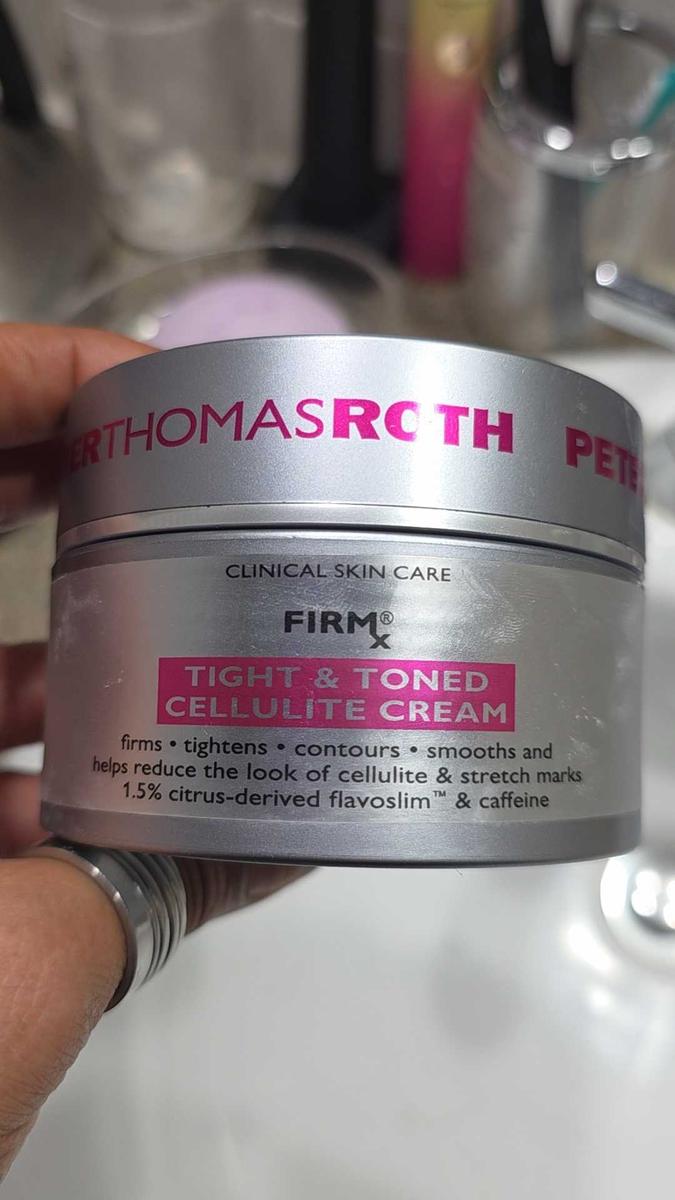 ERTHOMASROTH PETE
CLINICAL SKIN CARE
FIRMx®
TIGHT & TONED
CELLULITE CREAM
firms • tightens • contours • smooths and
helps reduce the look of cellulite & stretch marks
1.5% citrus-derived flavoslim™ & caffeine